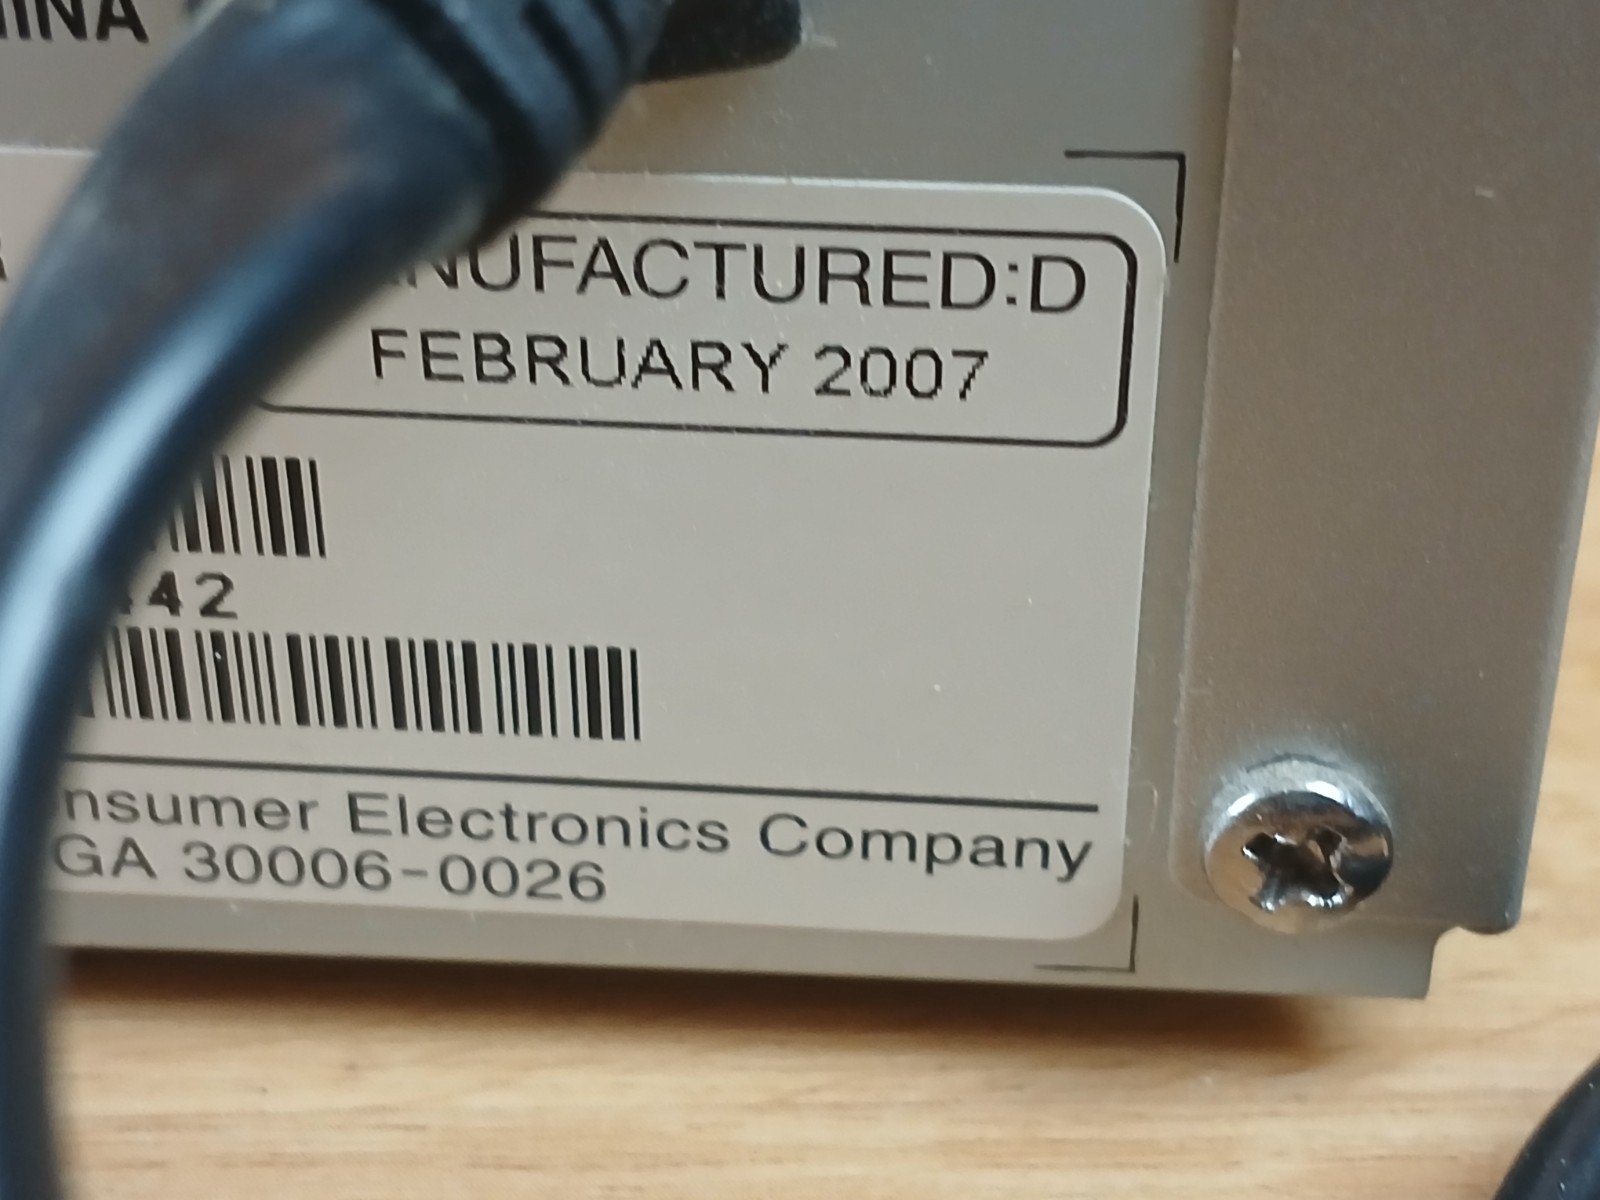 INA
NUFACTURED:D
FEBRUARY 2007
42
nsumer Electronics Company
GA 30006-0026